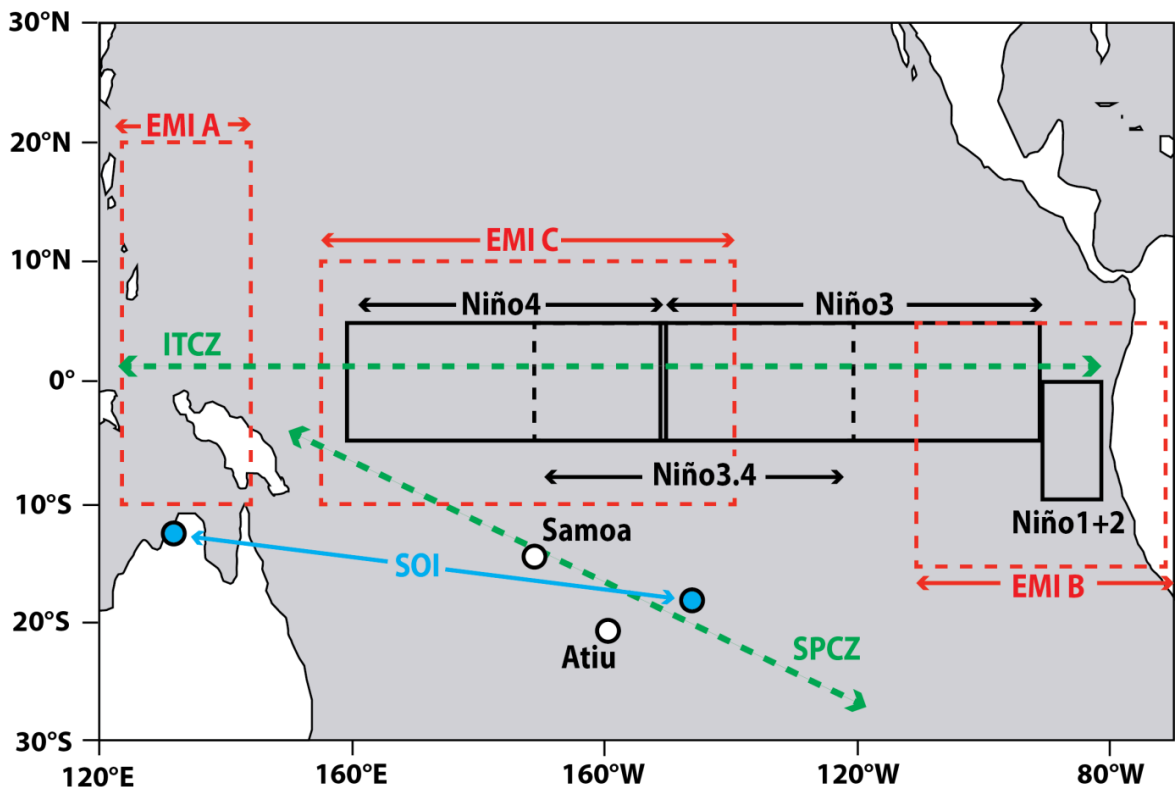 30°N
20°N
10°N
0°
10°S
20°S
30°S
120°E
160°E
160°W
120°W
80°W
EMI A
EMI C
Niño4
Niño3
ITCZ
Niño3.4
Niño1+2
Samoa
SOI
EMI B
Atiu
SPCZ